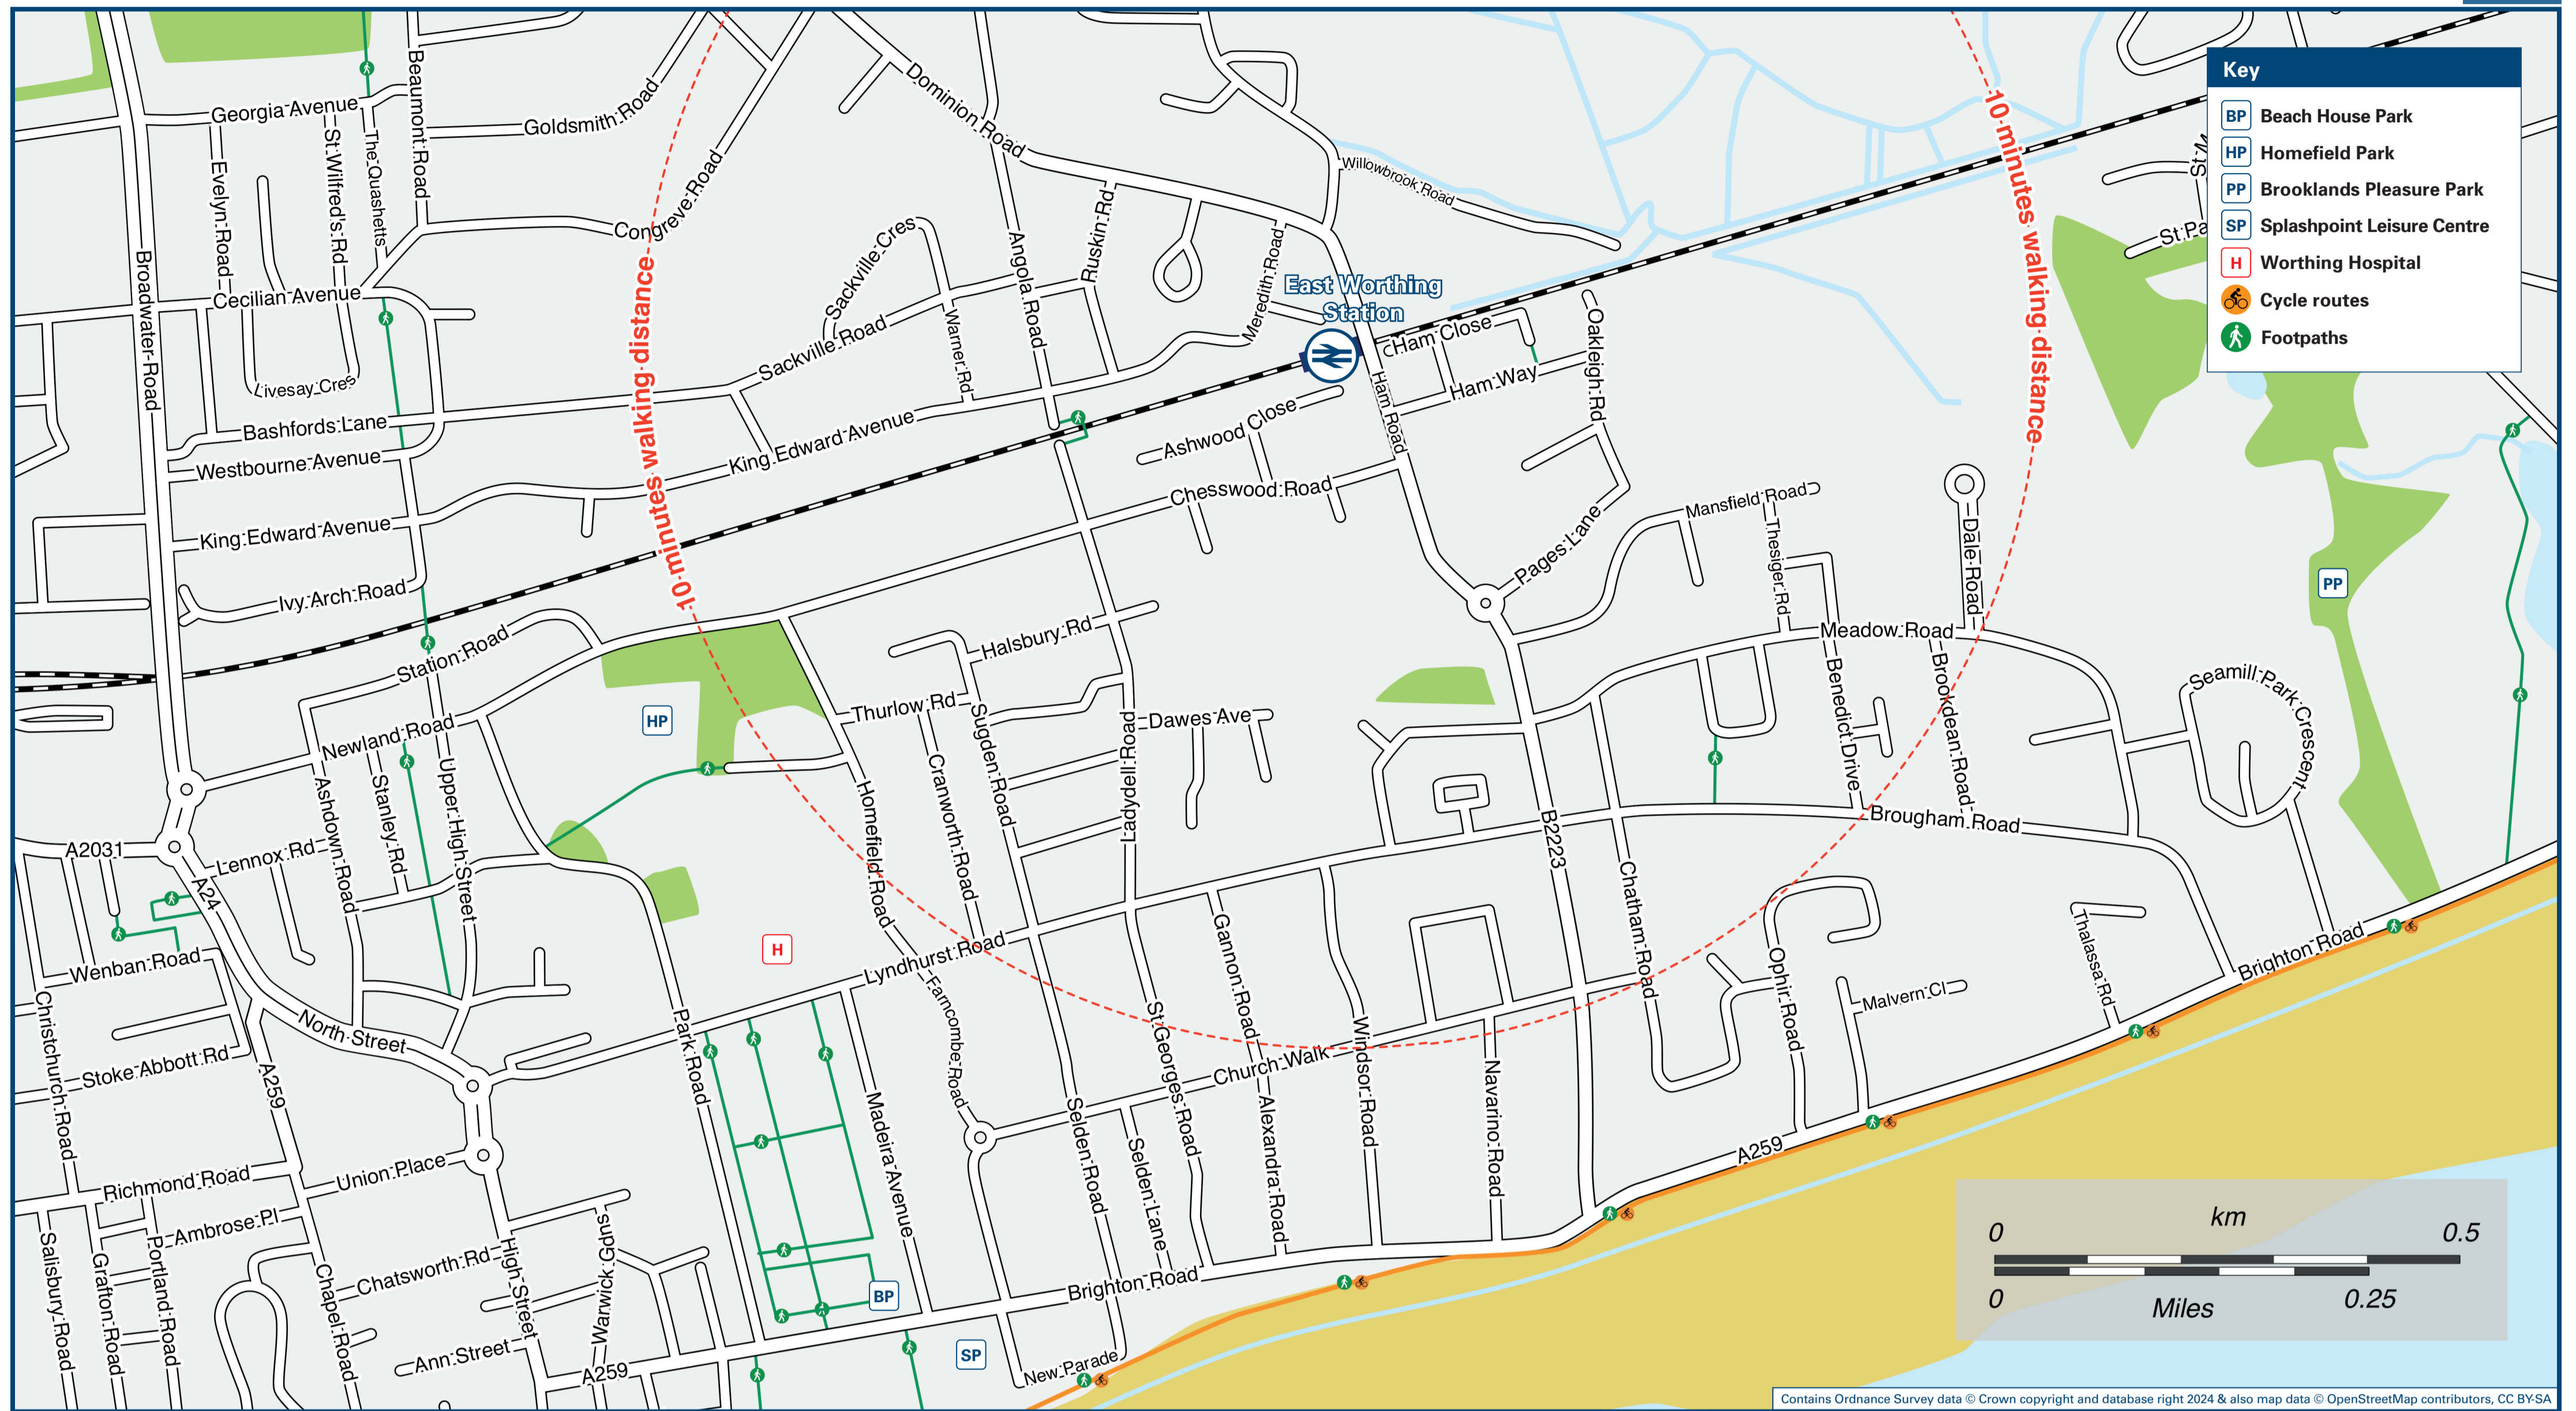 Key
BP Beach House Park
HP Homefield Park
PP Brooklands Pleasure Park
SP Splashpoint Leisure Centre
H Worthing Hospital
Cycle routes
Footpaths
Georgia Avenue
Beaumont Road
Goldsmith Road
Dominion Road
Evelyn Road
St Wilfred's Rd
The Quashetts
Congreve Road
Willowbrook Road
10 minutes walking distance
10 minutes walking distance
Broadwater Road
Cecilian Avenue
Sackville Cres
Angola Road
Ruskin Rd
Meredith Road
East Worthing
Station
St Pa
Livesay Cres
Sackville Road
Warner Rd
Ham Close
Oakleigh Rd
Bashfords Lane
Westbourne Avenue
King Edward Avenue
Ashwood Close
Ham Road
Ham Way
King Edward Avenue
Chesswood Road
Mansfield Road
Thesiger Rd
Dale Road
Ivy Arch Road
Pages Lane
PP
Station Road
Halsbury Rd
Meadow Road
Benedict Drive
Brookdean Road
Seamill Park Crescent
Newland Road
HP
Thurlow Rd
Sugden Road
Dawes Ave
Ladydell Road
Ashdown Road
Stanley Rd
Upper High Street
Homefield Road
Cranworth Road
B2223
Brougham Road
A2031
Lennox Rd
A24
Chatham Road
Gannon Road
Ophir Road
Thalassa Rd
Brighton Road
H
Lyndhurst Road
Wenban Road
Christchurch Road
North Street
Park Road
Farncombe Road
St Georges Road
Windsor Road
Malvern Cl
Stoke Abbott Rd
A259
Church Walk
Madeira Avenue
Selden Road
Selden Lane
Alexandra Road
Navarino Road
A259
Richmond Road
Union Place
Ambrose Pl
Salisbury Road
Grafton Road
Portland Road
Chapel Road
Chatsworth Rd
High Street
Warwick Gdns
BP
Brighton Road
Ann Street
A259
SP
New Parade
0 km 0.5
0 Miles 0.25
Contains Ordnance Survey data © Crown copyright and database right 2024 & also map data © OpenStreetMap contributors, CC BY-SA